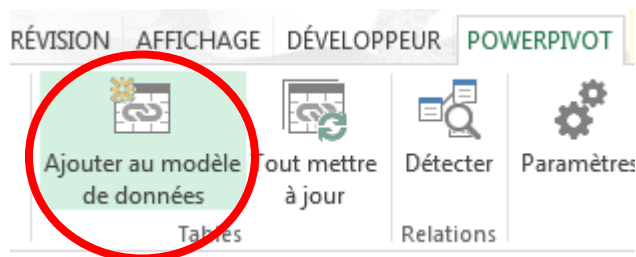 RÉVISION AFFICHAGE DÉVELOPPEUR POWERPIVOT
Ajouter au modèle de données
Tout mettre à jour
Détecter
Paramètres
Tables
Relations